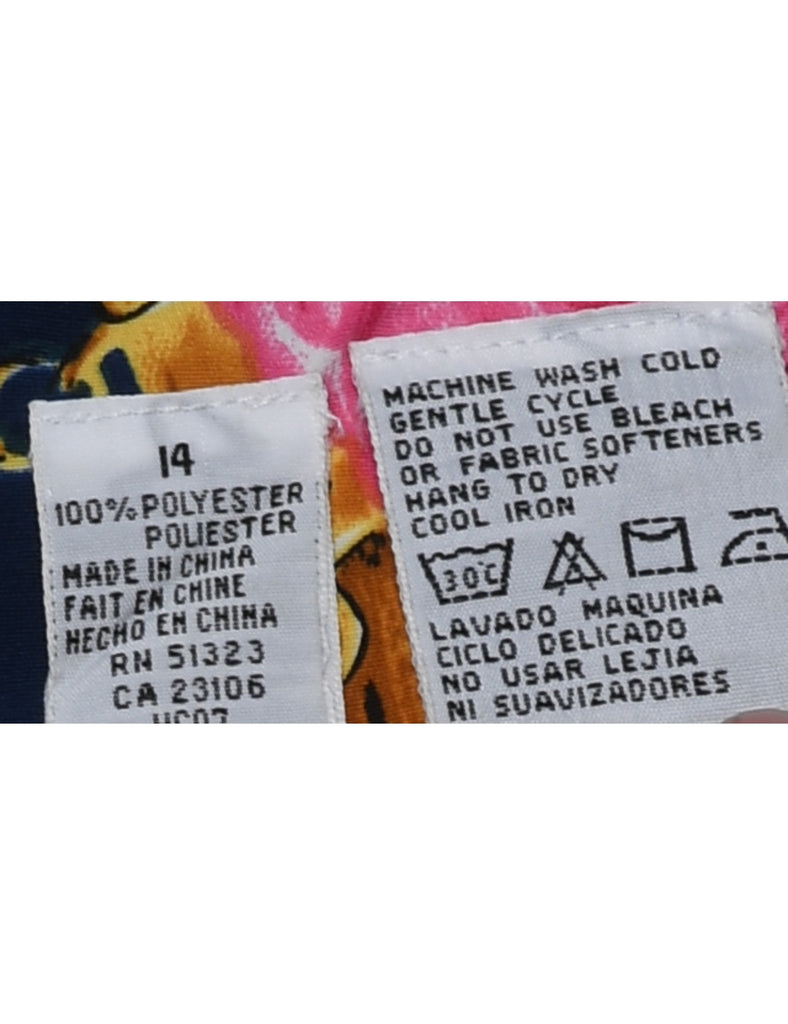 14
100% POLYESTER
POLIESTER
MADE IN CHINA
FAIT EN CHINE
HECHO EN CHINA
RN 51323
CA 23106
MACHINE WASH COLD
GENTLE CYCLE
DO NOT USE BLEACH
OR FABRIC SOFTENERS
HANG TO DRY
COOL IRON
30°C
LAVADO MAQUINA
CICLO DELICADO
NO USAR LEJIA
NI SUAVIZADORES